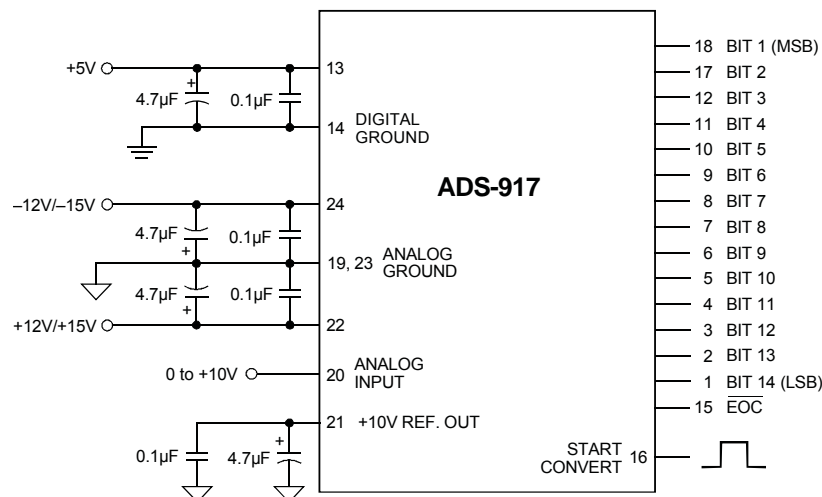 +5V
+
4.7µF
0.1µF
13
14 DIGITAL
GROUND
–12V/–15V
24
4.7µF
+
0.1µF
19, 23 ANALOG
GROUND
4.7µF
+
0.1µF
+12V/+15V
22
0 to +10V
20 ANALOG
INPUT
21 +10V REF. OUT
0.1µF
+
4.7µF
ADS-917
18 BIT 1 (MSB)
17 BIT 2
12 BIT 3
11 BIT 4
10 BIT 5
9 BIT 6
8 BIT 7
7 BIT 8
6 BIT 9
5 BIT 10
4 BIT 11
3 BIT 12
2 BIT 13
1 BIT 14 (LSB)
15 EOC
START
CONVERT 16